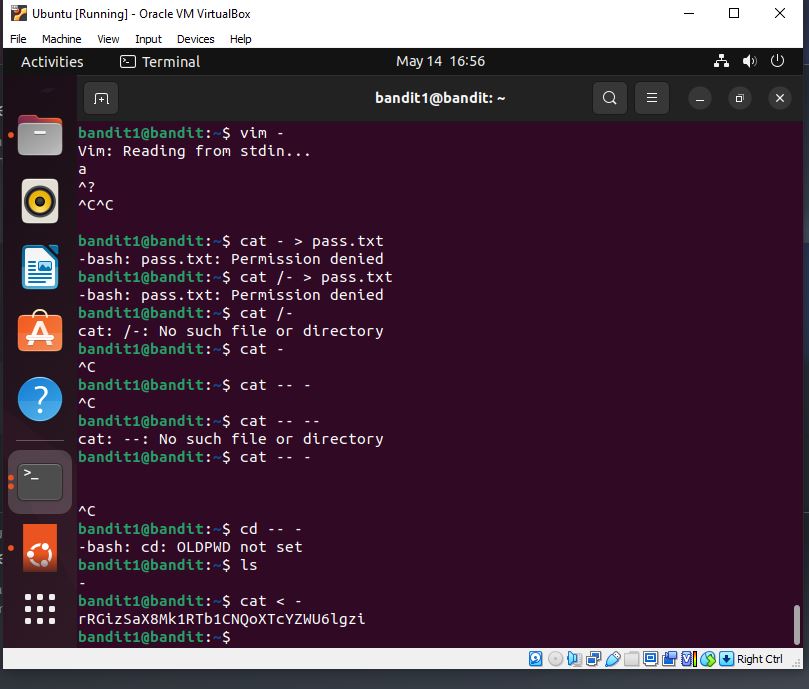 Ubuntu [Running] - Oracle VM VirtualBox
File Machine View Input Devices Help
Activities Terminal May 14 16:56
bandit1@bandit: ~
bandit1@bandit:~$ vim -
Vim: Reading from stdin...
a
^?
^C^C
bandit1@bandit:~$ cat - > pass.txt
-bash: pass.txt: Permission denied
bandit1@bandit:~$ cat /- > pass.txt
-bash: pass.txt: Permission denied
bandit1@bandit:~$ cat /-
cat: /-: No such file or directory
bandit1@bandit:~$ cat -
^C
bandit1@bandit:~$ cat -- -
^C
bandit1@bandit:~$ cat -- --
cat: --: No such file or directory
bandit1@bandit:~$ cat -- -
^C
bandit1@bandit:~$ cd -- -
-bash: cd: OLDPWD not set
bandit1@bandit:~$ ls
-
bandit1@bandit:~$ cat < -
rRGizSaX8Mk1RTb1CNQoXTcYZWU6lgzi
bandit1@bandit:~$
Right Ctrl